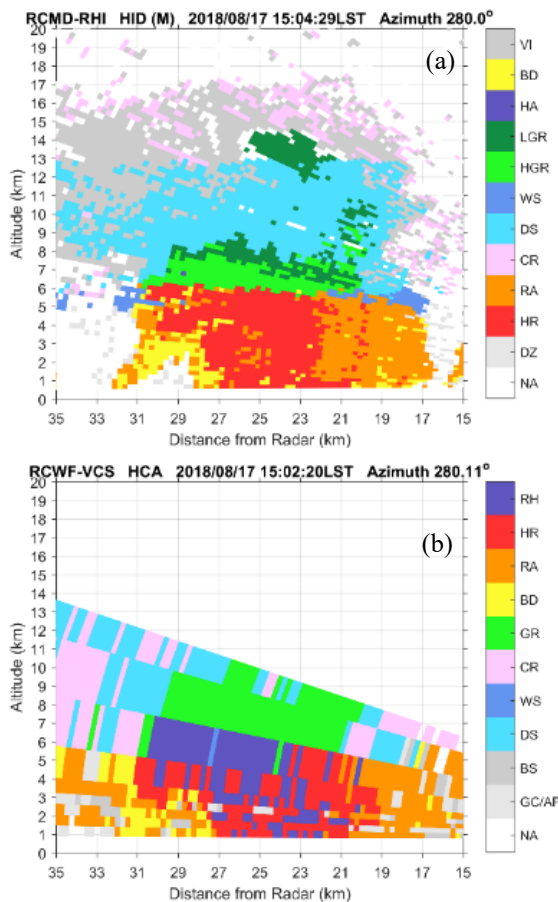 RCMD-RHI HID (M) 2018/08/17 15:04:29LST Azimuth 280.0°
(a)
Altitude (km)
20
19
18
17
16
15
14
13
12
11
10
9
8
7
6
5
4
3
2
1
0
35 33 31 29 27 25 23 21 19 17 15
Distance from Radar (km)
VI
BD
HA
LGR
HGR
WS
DS
CR
RA
HR
DZ
NA
RCWF-VCS HCA 2018/08/17 15:02:20LST Azimuth 280.11°
(b)
Altitude (km)
20
19
18
17
16
15
14
13
12
11
10
9
8
7
6
5
4
3
2
1
0
35 33 31 29 27 25 23 21 19 17 15
Distance from Radar (km)
RH
HR
RA
BD
GR
CR
WS
DS
BS
GC/AP
NA